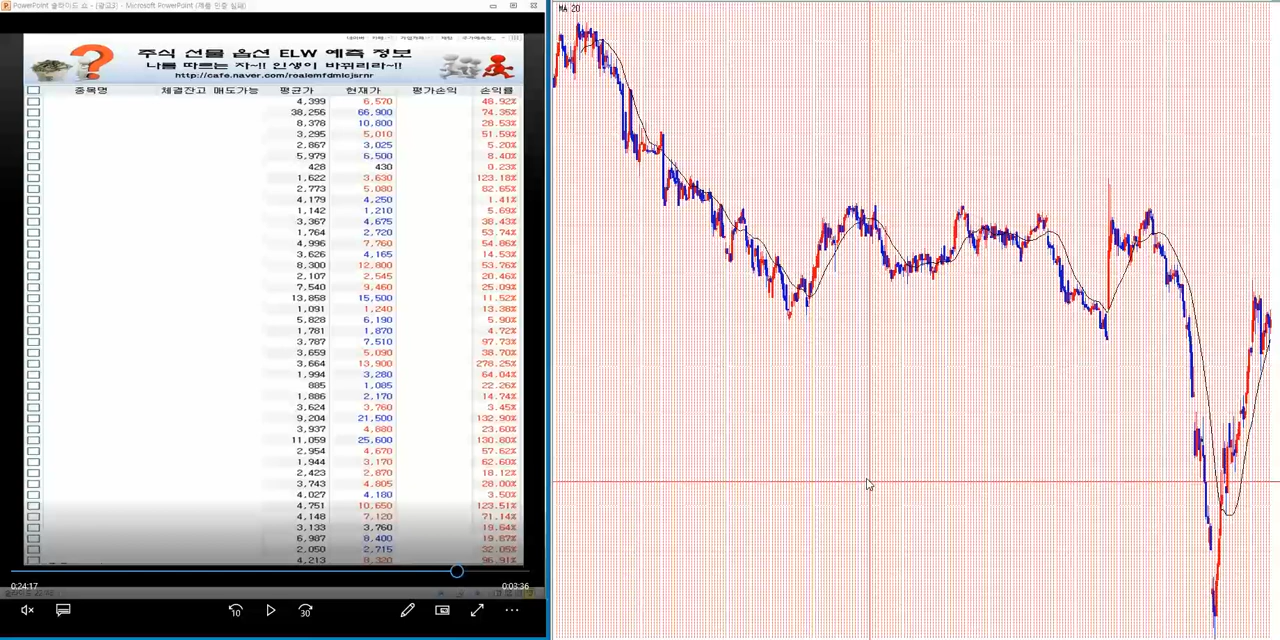 PowerPoint 슬라이드 쇼 - [광고3] - Microsoft PowerPoint (제품 인증 실패)
MA 20
주식 선물 옵션 ELW 예측 정보
나를 따르는 자~!! 인생이 바뀌리라~!!
http://cafe.naver.com/roalemfdmlcjsrnr
종목명 체결잔고 매도가능 평균가 현재가 평가손익 손익률
4,399 6,570 48.92%
38,256 66,900 74.35%
8,378 10,800 28.53%
3,295 5,010 51.59%
2,867 3,025 5.20%
5,979 6,500 8.40%
428 430 0.23%
1,622 3,630 123.18%
2,773 5,080 82.65%
4,179 4,250 1.41%
1,142 1,210 5.69%
3,367 4,675 38.43%
1,764 2,720 53.74%
4,996 7,760 54.86%
3,626 4,165 14.53%
8,300 12,800 53.76%
2,107 2,545 20.46%
7,540 9,460 25.09%
13,858 15,500 11.52%
1,091 1,240 13.38%
5,828 6,190 5.90%
1,781 1,870 4.72%
3,787 7,510 97.73%
3,659 5,090 38.70%
3,664 13,900 278.25%
1,994 3,280 64.04%
885 1,085 22.26%
1,886 2,170 14.74%
3,624 3,760 3.45%
9,204 21,500 132.90%
3,937 4,880 23.60%
11,059 25,600 130.80%
2,954 4,670 57.62%
1,944 3,170 62.60%
2,423 2,870 18.12%
3,743 4,805 28.00%
4,027 4,180 3.50%
4,751 10,650 123.51%
4,148 7,120 71.14%
3,133 3,760 19.64%
6,987 8,400 19.87%
2,050 2,715 32.05%
4,213 8,320 96.91%
0:24:17 0:03:36
10 30